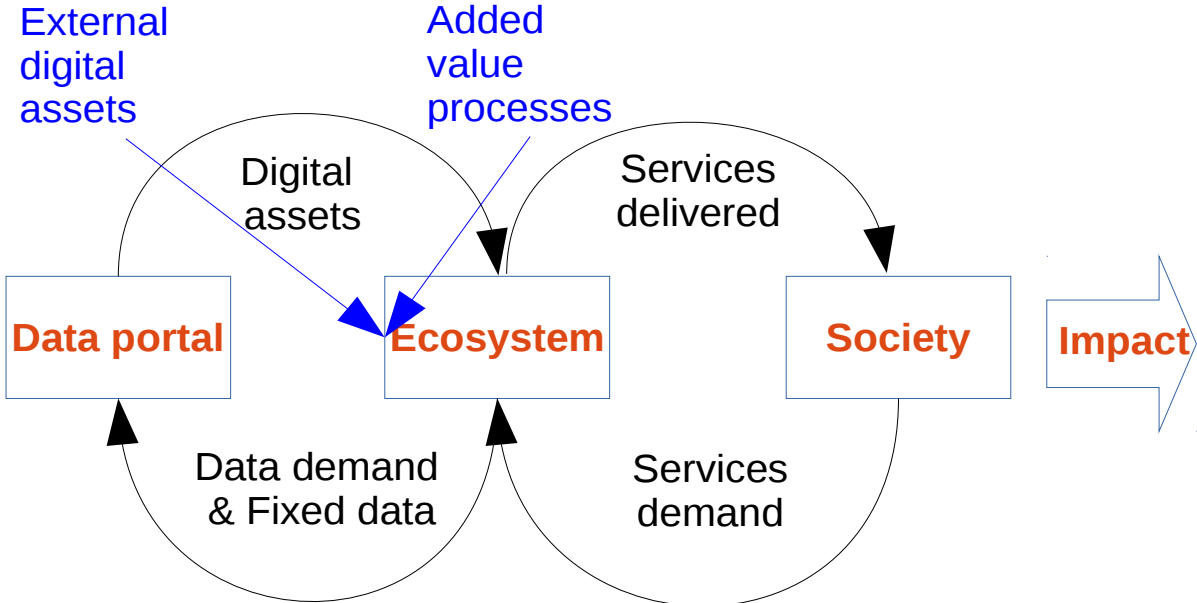 External
digital
assets
Added
value
processes
Digital
assets
Services
delivered
Data portal
Ecosystem
Society
Impact
Data demand
& Fixed data
Services
demand